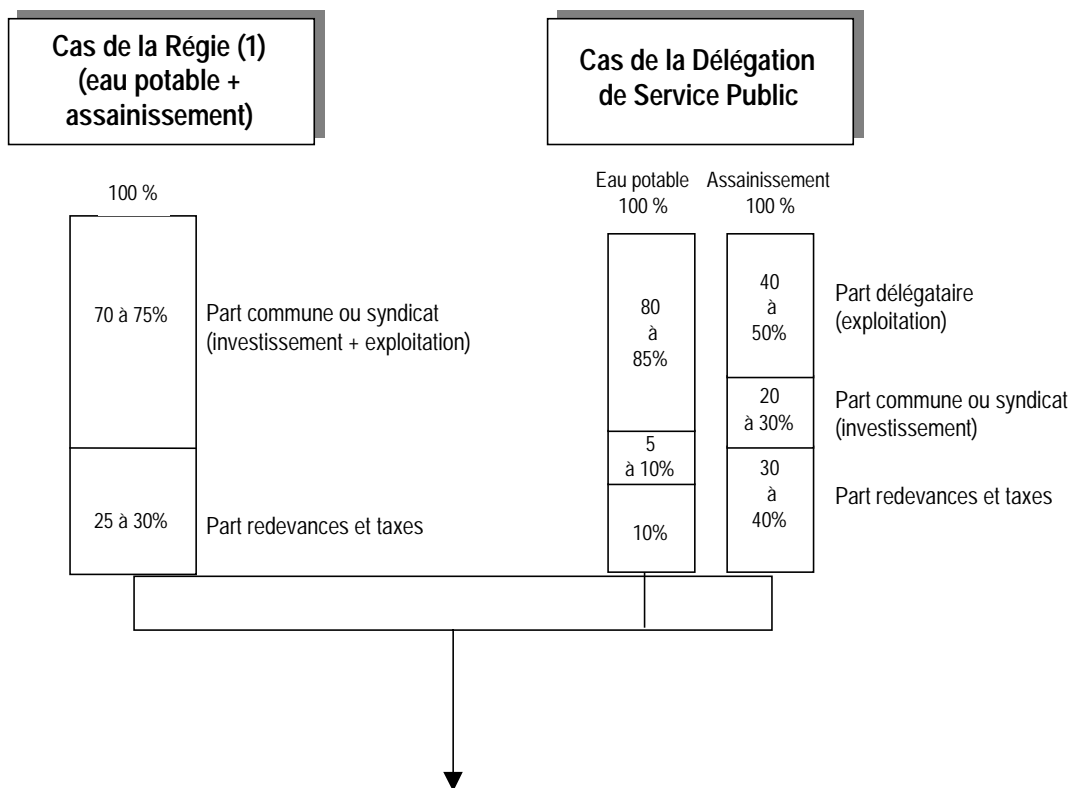 Cas de la Régie (1)
(eau potable +
assainissement)
Cas de la Délégation
de Service Public
100 %
70 à 75%
Part commune ou syndicat
(investissement + exploitation)
25 à 30%
Part redevances et taxes
Eau potable
100 %
Assainissement
100 %
80
à
85%
5
à 10%
10%
40
à
50%
20
à 30%
30
à
40%
Part délégataire
(exploitation)
Part commune ou syndicat
(investissement)
Part redevances et taxes